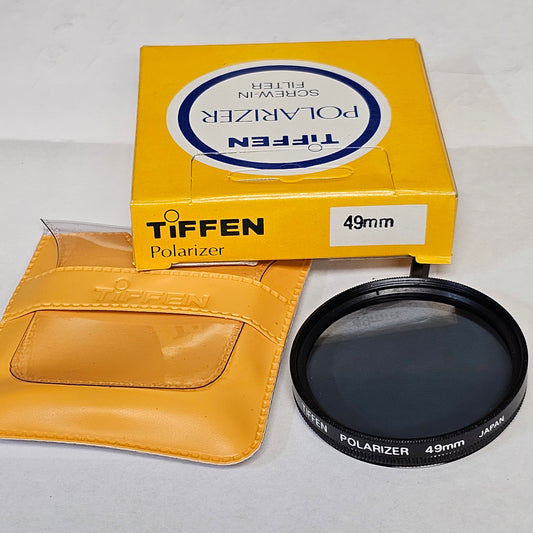 TiFFEN
POLARIZER
SCREW-IN
FILTER
TiFFEN
Polarizer
49mm
TiFFEN
TIFFEN POLARIZER 49mm JAPAN